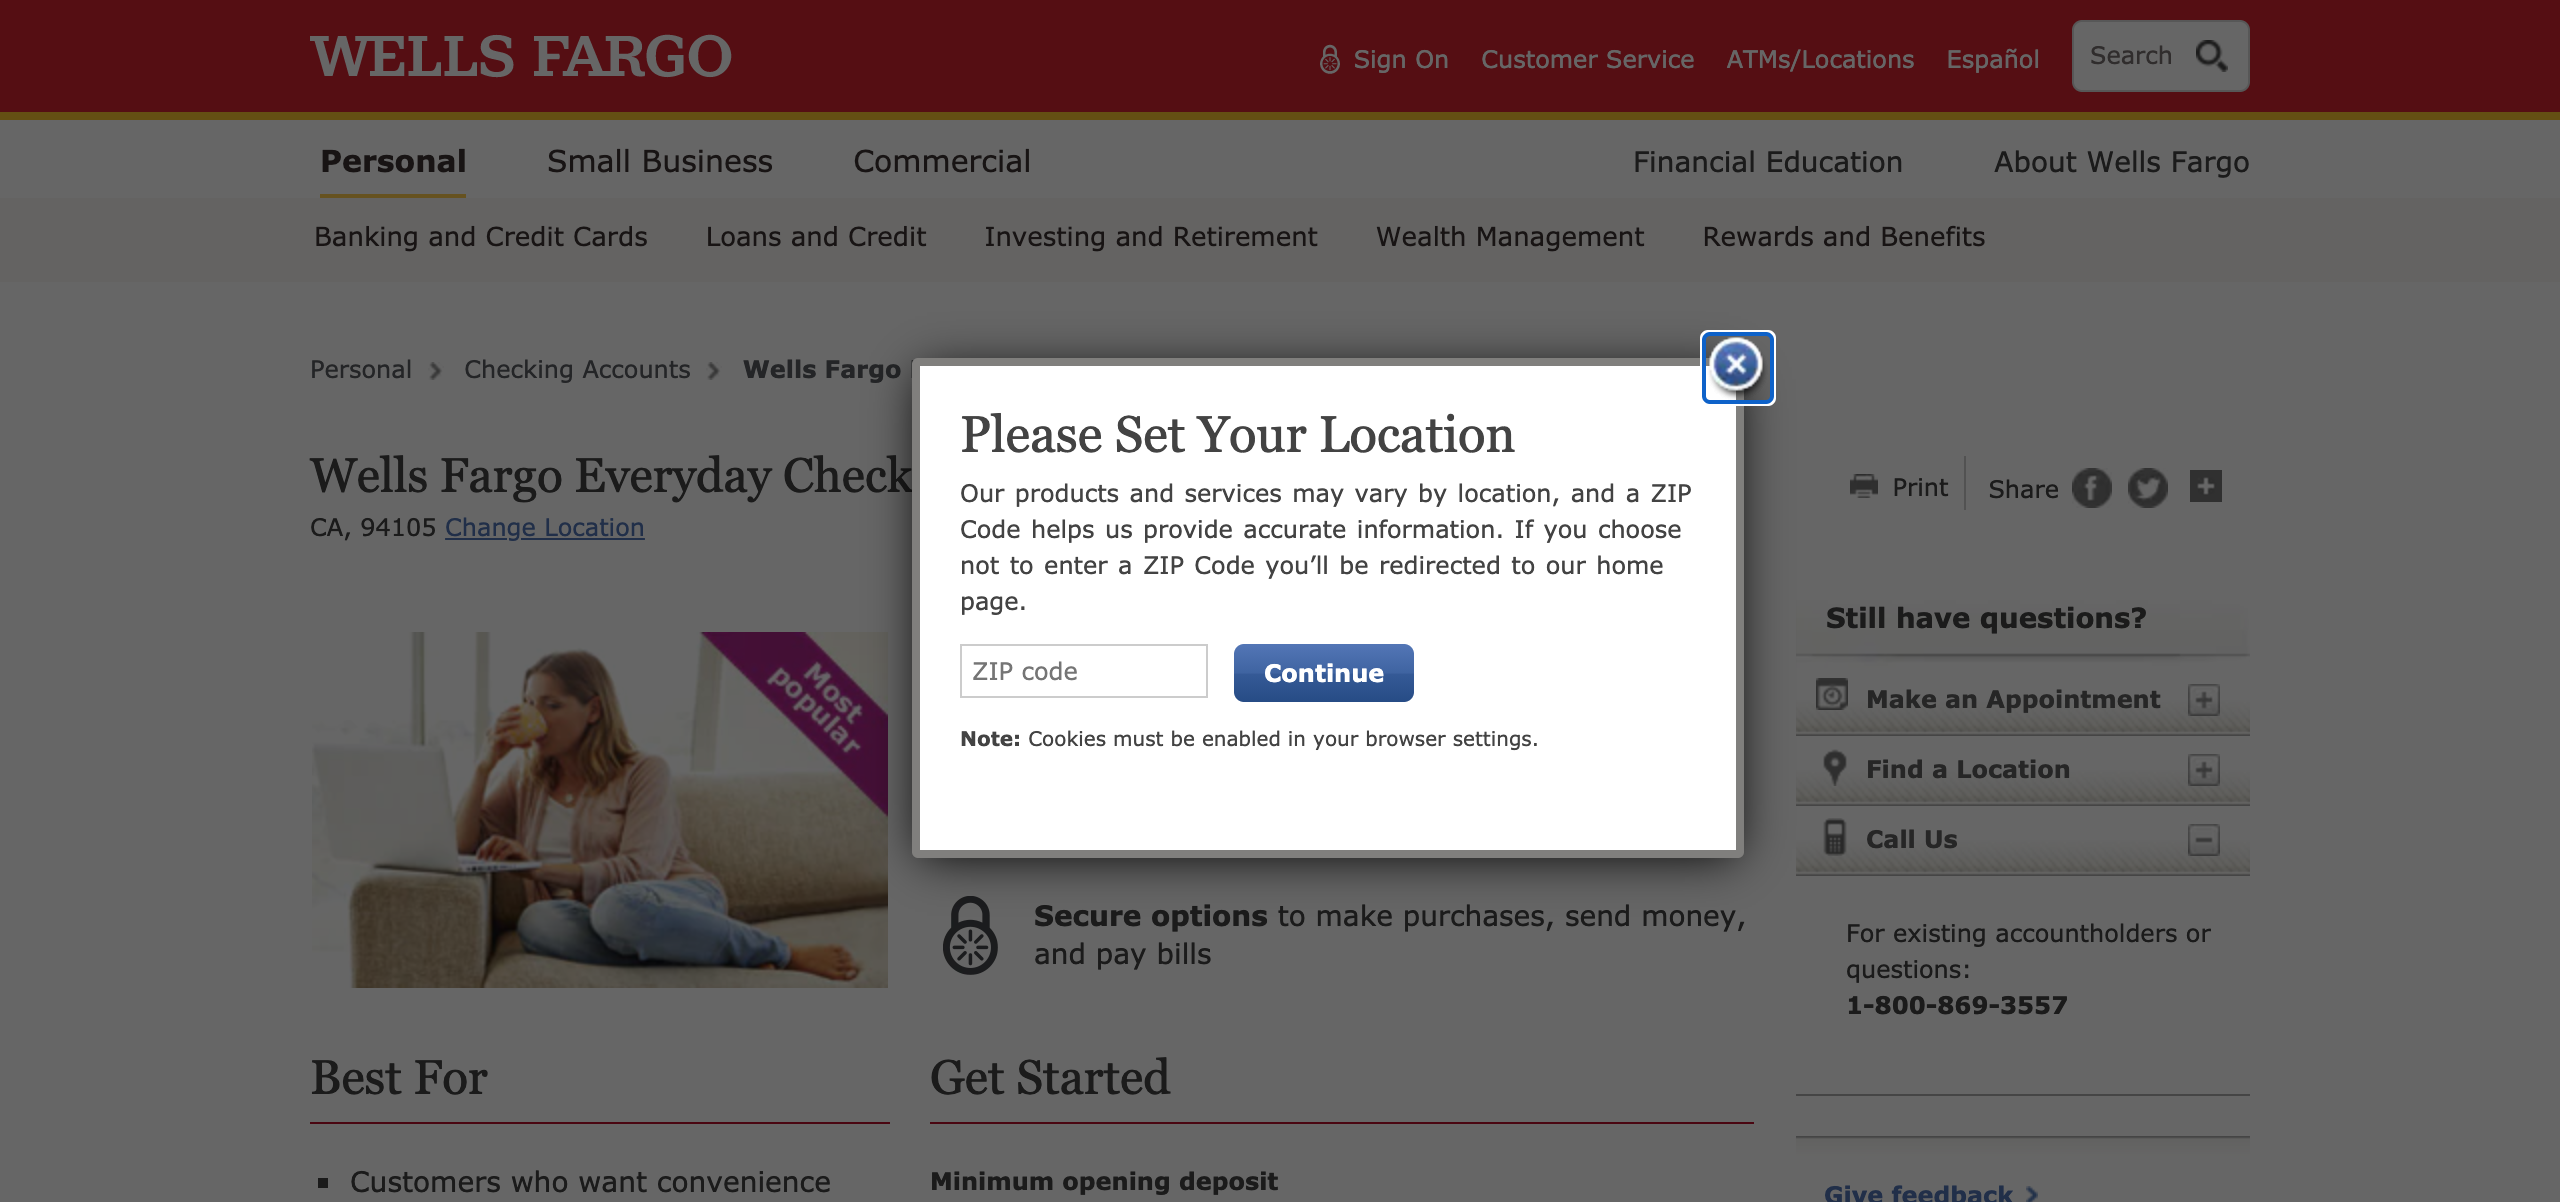 WELLS FARGO
Sign On
Customer Service
ATMs/Locations
Español
Search
Personal
Small Business
Commercial
Financial Education
About Wells Fargo
Banking and Credit Cards
Loans and Credit
Investing and Retirement
Wealth Management
Rewards and Benefits
Personal
Checking Accounts
Wells Fargo
Wells Fargo Everyday Check
CA, 94105 Change Location
Print
Share
Please Set Your Location
Our products and services may vary by location, and a ZIP
Code helps us provide accurate information. If you choose
not to enter a ZIP Code you’ll be redirected to our home
page.
ZIP code
Continue
Note: Cookies must be enabled in your browser settings.
Most
popular
Secure options to make purchases, send money,
and pay bills
Still have questions?
Make an Appointment
Find a Location
Call Us
For existing accountholders or
questions:
1-800-869-3557
Best For
Customers who want convenience
Get Started
Minimum opening deposit
Give feedback